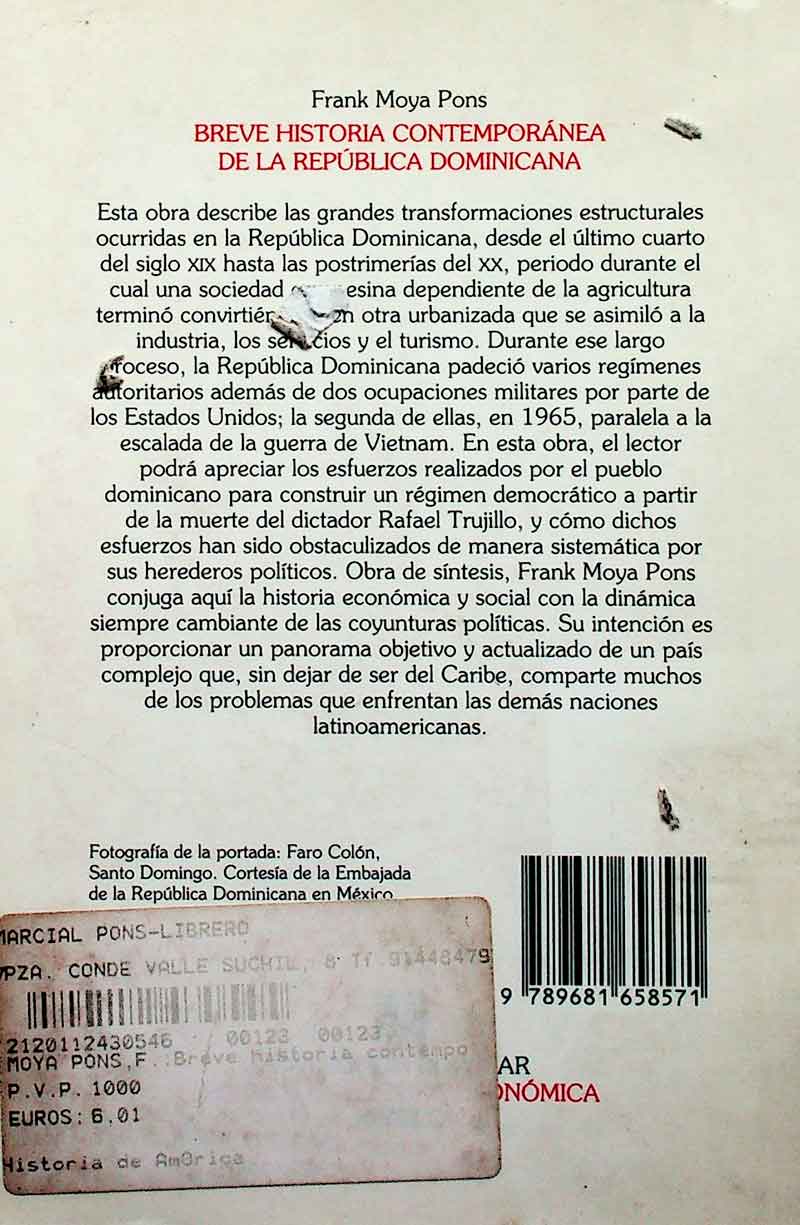 Frank Moya Pons
BREVE HISTORIA CONTEMPORÁNEA
DE LA REPÚBLICA DOMINICANA
Esta obra describe las grandes transformaciones estructurales
ocurridas en la República Dominicana, desde el último cuarto
del siglo XIX hasta las postrimerías del XX, periodo durante el
cual una sociedad esina dependiente de la agricultura
terminó convirtién n otra urbanizada que se asimiló a la
industria, los servicios y el turismo. Durante ese largo
proceso, la República Dominicana padeció varios regímenes
autoritarios además de dos ocupaciones militares por parte de
los Estados Unidos; la segunda de ellas, en 1965, paralela a la
escalada de la guerra de Vietnam. En esta obra, el lector
podrá apreciar los esfuerzos realizados por el pueblo
dominicano para construir un régimen democrático a partir
de la muerte del dictador Rafael Trujillo, y cómo dichos
esfuerzos han sido obstaculizados de manera sistemática por
sus herederos políticos. Obra de síntesis, Frank Moya Pons
conjuga aquí la historia económica y social con la dinámica
siempre cambiante de las coyunturas políticas. Su intención es
proporcionar un panorama objetivo y actualizado de un país
complejo que, sin dejar de ser del Caribe, comparte muchos
de los problemas que enfrentan las demás naciones
latinoamericanas.
Fotografía de la portada: Faro Colón,
Santo Domingo. Cortesía de la Embajada
de la República Dominicana en México.
9 789681 658571
MARCIAL PONS-LIBRERO
PZA. CONDE VALLE SUCHIL, 8 Tf.914484797
2120112430546 00123 00123
MOYA PONS,F. Breve historia contempo
P.V.P. 1000
EUROS: 6,01
Historia de América
AR
ONÓMICA